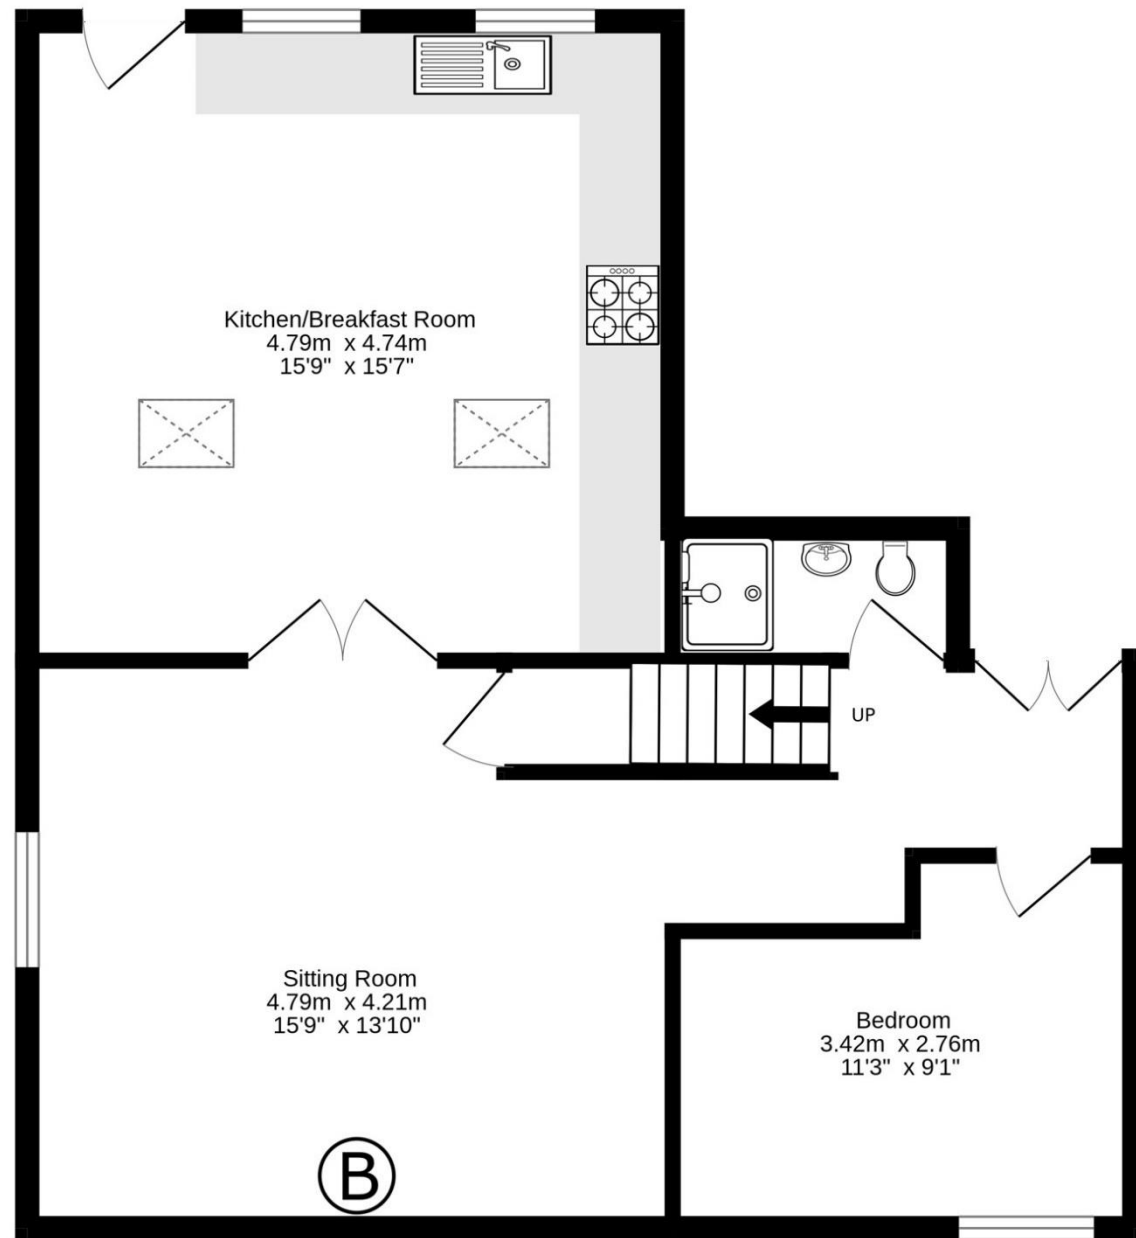 Kitchen/Breakfast Room
4.79m x 4.74m
15'9" x 15'7"
UP
Sitting Room
4.79m x 4.21m
15'9" x 13'10"
Bedroom
3.42m x 2.76m
11'3" x 9'1"
B